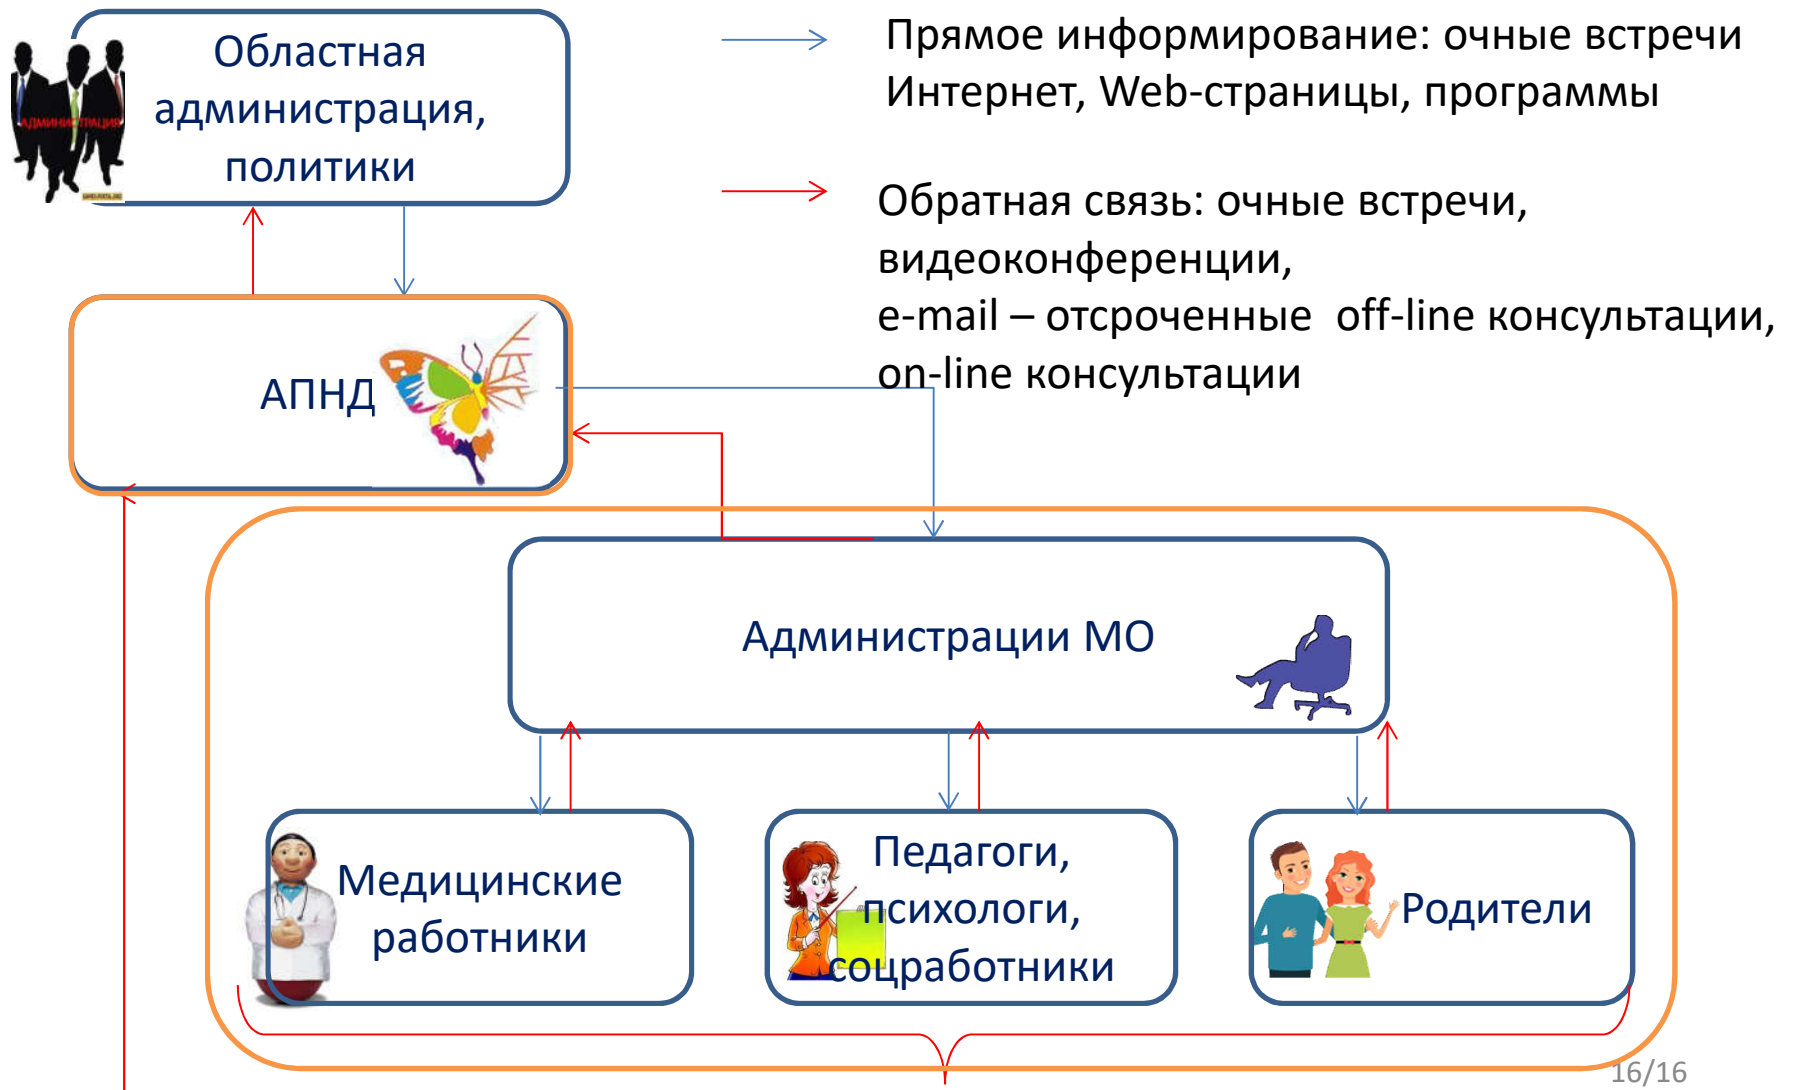 Областная
администрация,
политики
АДМИНИСТРАЦИЯ
Прямое информирование: очные встречи
Интернет, Web-страницы, программы
Обратная связь: очные встречи,
видеоконференции,
e-mail – отсроченные off-line консультации,
on-line консультации
АПНД
Администрации МО
Медицинские
работники
Педагоги,
психологи,
соцработники
Родители
16/16